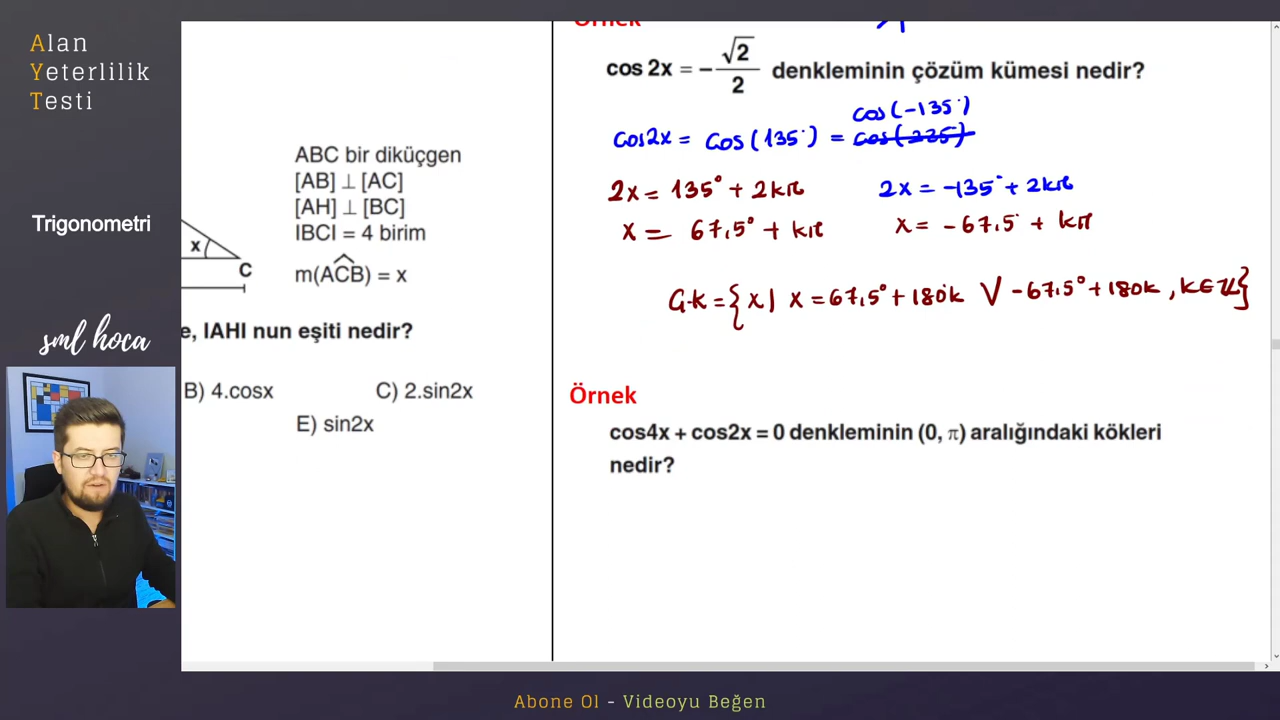 Alan
Yeterlilik
Testi
Trigonometri
sml hoca
ABC bir diküçgen
[AB] ⊥ [AC]
[AH] ⊥ [BC]
IBCI = 4 birim
m(ACB) = x
x
C
e, IAHI nun eşiti nedir?
B) 4.cosx
C) 2.sin2x
E) sin2x
Örnek
cos 2x = -√2/2 denkleminin çözüm kümesi nedir?
cos(-135°)
cos2x = cos(135°) = cos(225)
2x = 135° + 2kπ
2x = -135° + 2kπ
x = 67,5° + kπ
x = -67,5° + kπ
Ç.K = {x| x = 67,5° + 180k V -67,5° + 180k, k∈Z}
Örnek
cos4x + cos2x = 0 denkleminin (0, π) aralığındaki kökleri
nedir?
Abone Ol - Videoyu Beğen